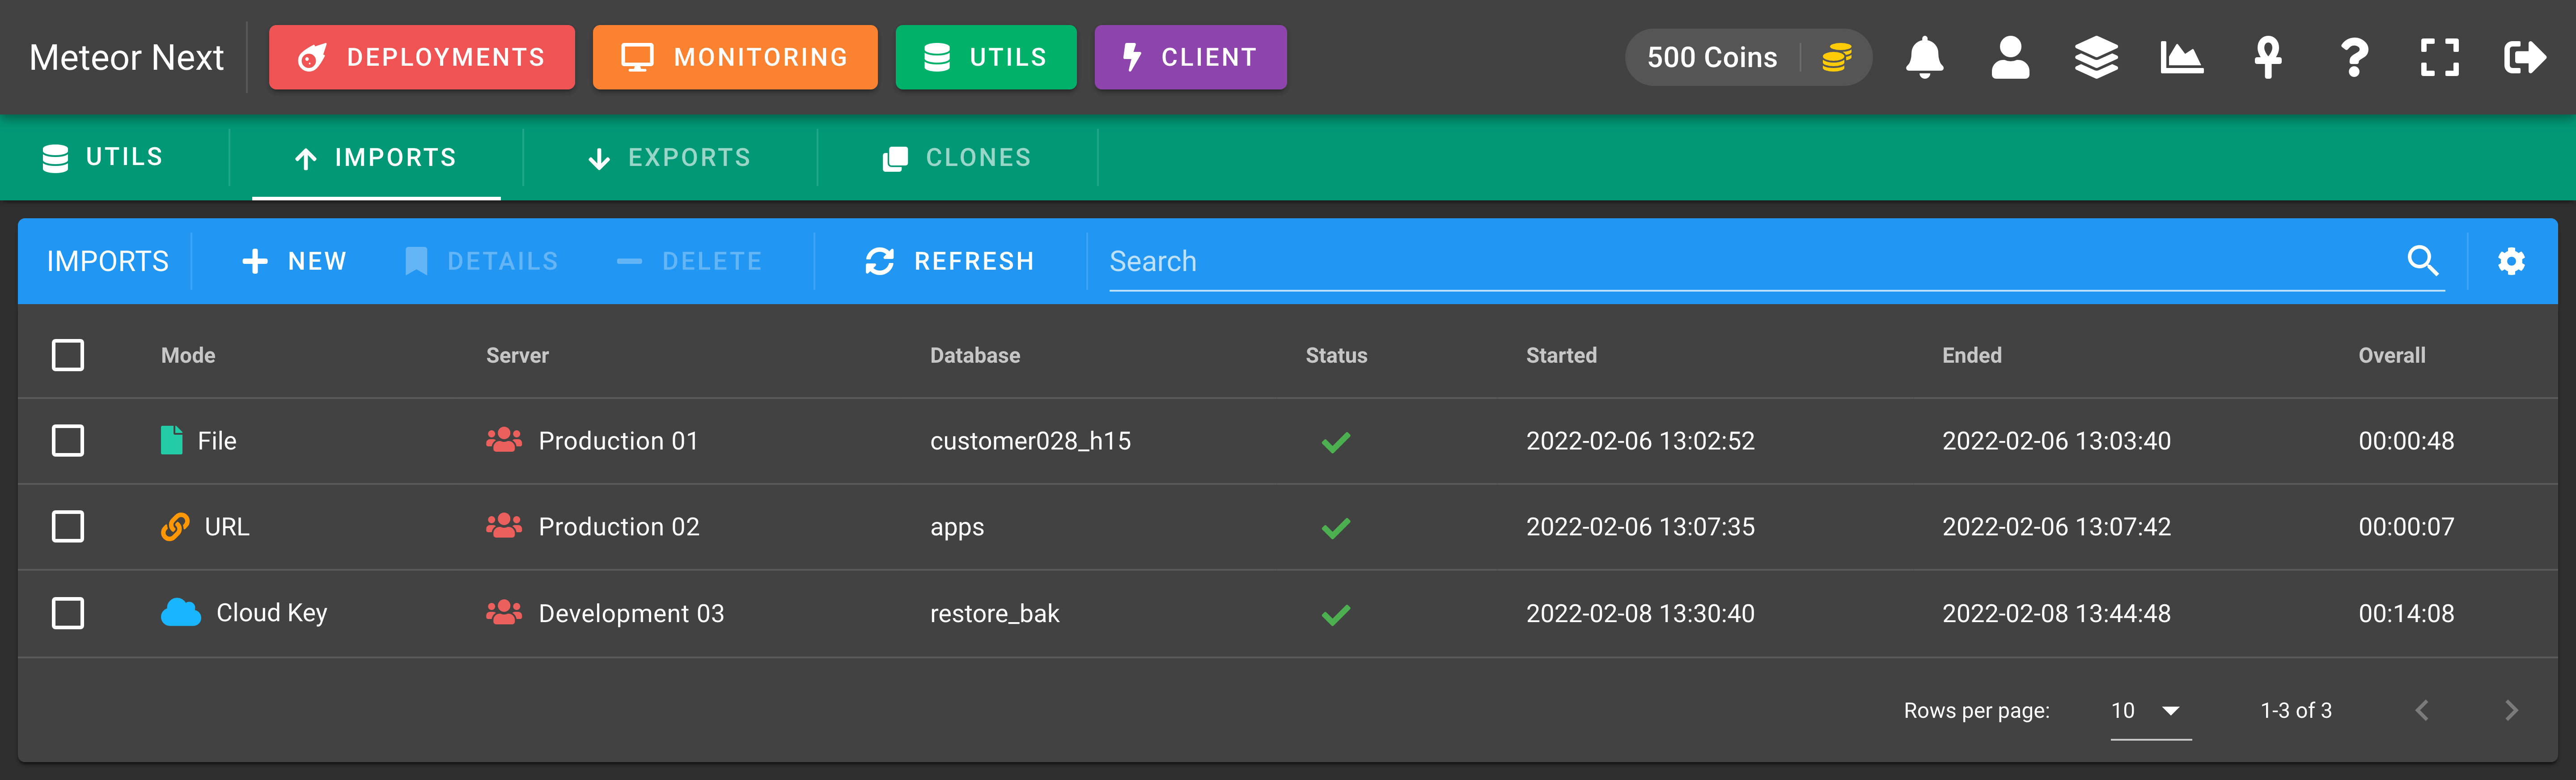 Meteor Next DEPLOYMENTS MONITORING UTILS CLIENT 500 Coins
UTILS IMPORTS EXPORTS CLONES
IMPORTS NEW DETAILS DELETE REFRESH Search
Mode Server Database Status Started Ended Overall
File Production 01 customer028_h15 2022-02-06 13:02:52 2022-02-06 13:03:40 00:00:48
URL Production 02 apps 2022-02-06 13:07:35 2022-02-06 13:07:42 00:00:07
Cloud Key Development 03 restore_bak 2022-02-08 13:30:40 2022-02-08 13:44:48 00:14:08
Rows per page: 10 1-3 of 3